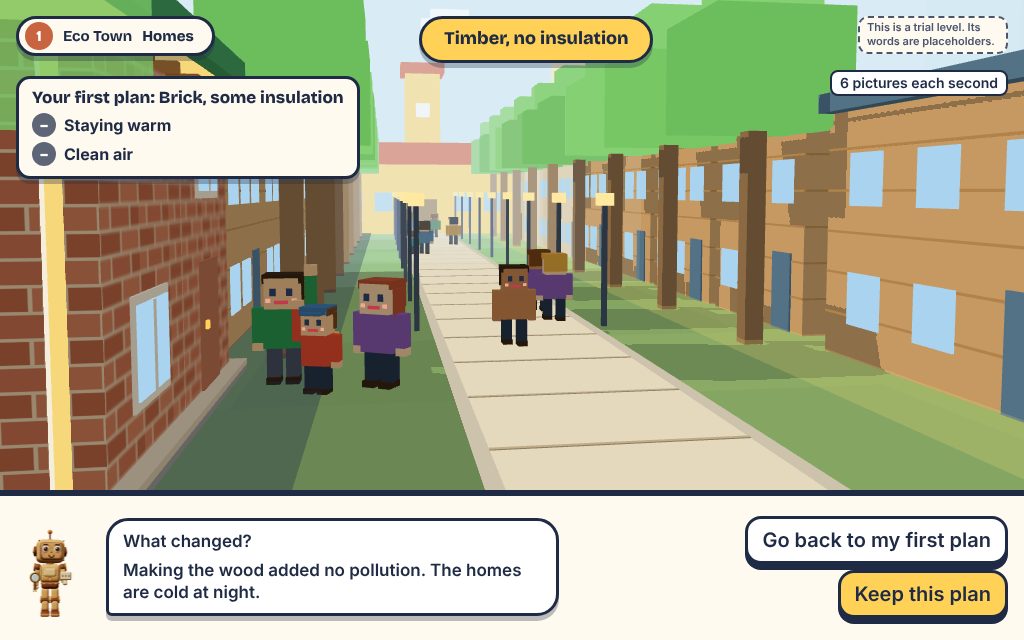 1 Eco Town Homes
Timber, no insulation
This is a trial level. Its
words are placeholders.
6 pictures each second
Your first plan: Brick, some insulation
– Staying warm
– Clean air
What changed?
Making the wood added no pollution. The homes
are cold at night.
Go back to my first plan
Keep this plan